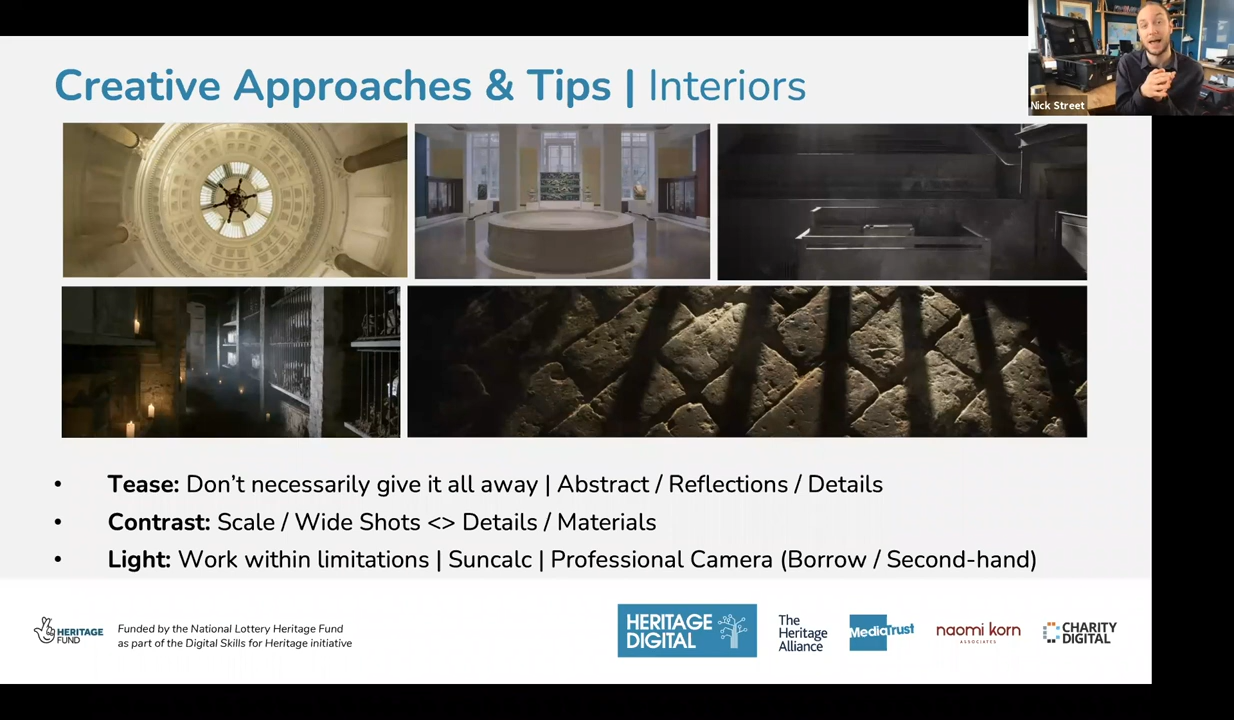 Creative Approaches & Tips | Interiors
Nick Street
• Tease: Don’t necessarily give it all away | Abstract / Reflections / Details
• Contrast: Scale / Wide Shots <> Details / Materials
• Light: Work within limitations | Suncalc | Professional Camera (Borrow / Second-hand)
HERITAGE
FUND
Funded by the National Lottery Heritage Fund
as part of the Digital Skills for Heritage initiative
HERITAGE
DIGITAL
The
Heritage
Alliance
MediaTrust
naomi korn
ASSOCIATES
CHARITY
DIGITAL